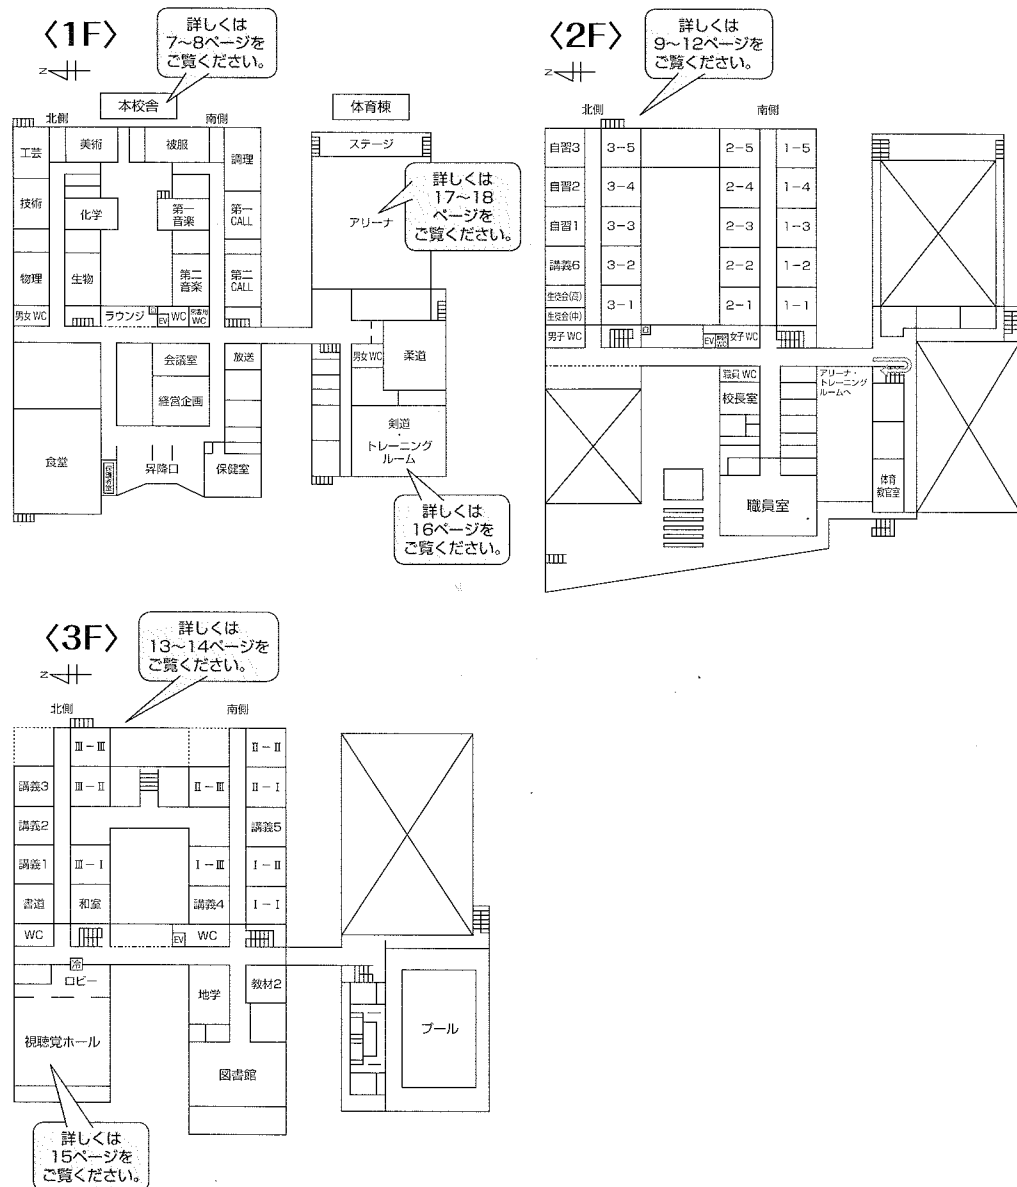 〈1F〉
詳しくは
7〜8ページを
ご覧ください。
N
本校舎
体育棟
北側
南側
工芸
美術
被服
調理
ステージ
詳しくは
17〜18
ページを
ご覧ください。
技術
化学
第一
音楽
第一
CALL
アリーナ
物理
生物
第二
音楽
第二
CALL
男女WC
ラウンジ
EV
WC
WC
会議室
放送
男女WC
柔道
経営企画
食堂
昇降口
保健室
剣道
・
トレーニング
ルーム
詳しくは
16ページを
ご覧ください。
〈2F〉
詳しくは
9〜12ページを
ご覧ください。
N
北側
南側
自習3
3－5
2－5
1－5
自習2
3－4
2－4
1－4
自習1
3－3
2－3
1－3
講義6
3－2
2－2
1－2
生徒会(高)
生徒会(中)
3－1
2－1
1－1
男子WC
EV
女子WC
職員WC
校長室
アリーナ・
トレーニング
ルームへ
職員室
体育
教官室
〈3F〉
詳しくは
13〜14ページを
ご覧ください。
N
北側
南側
Ⅲ－Ⅲ
Ⅱ－Ⅱ
講義3
Ⅲ－Ⅱ
Ⅱ－Ⅲ
Ⅱ－Ⅰ
講義2
講義5
講義1
Ⅲ－Ⅰ
Ⅰ－Ⅲ
Ⅰ－Ⅱ
書道
和室
講義4
Ⅰ－Ⅰ
WC
EV
WC
冷
ロビー
地学
教材2
視聴覚ホール
図書館
プール
詳しくは
15ページを
ご覧ください。